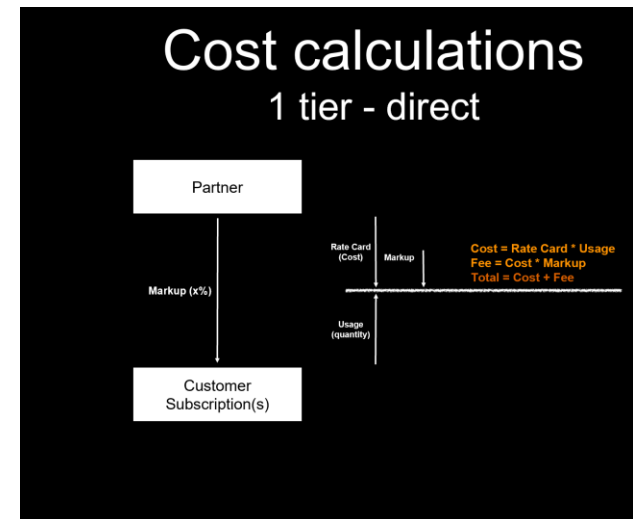 Cost calculations
1 tier - direct
Partner
Markup (x%)
Customer
Subscription(s)
Rate Card
(Cost)
Markup
Usage
(quantity)
Cost = Rate Card * Usage
Fee = Cost * Markup
Total = Cost + Fee